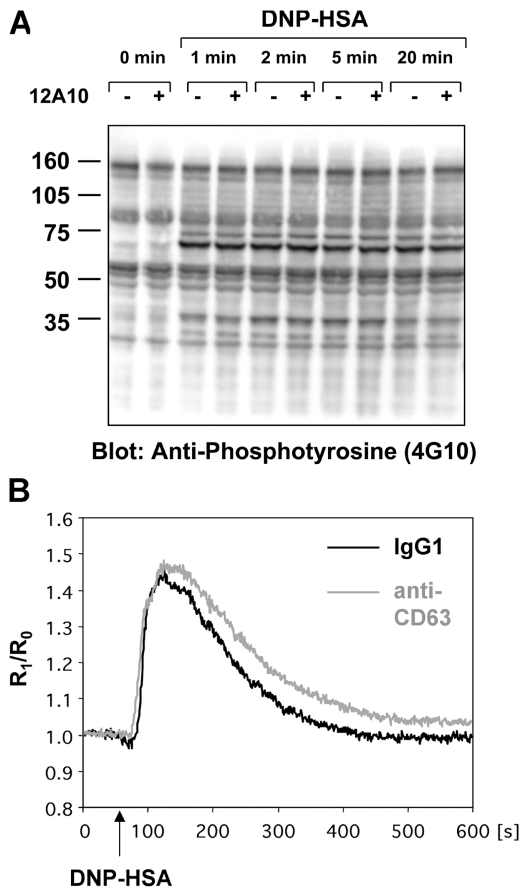 A
DNP-HSA
0 min 1 min 2 min 5 min 20 min
12A10 - + - + - + - + - +
160
105
75
50
35
Blot: Anti-Phosphotyrosine (4G10)
B
1.6
1.5
1.4
1.3
1.2
1.1
1.0
0.9
0.8
R1/R0
IgG1
anti-
CD63
0 100 200 300 400 500 600 [s]
DNP-HSA